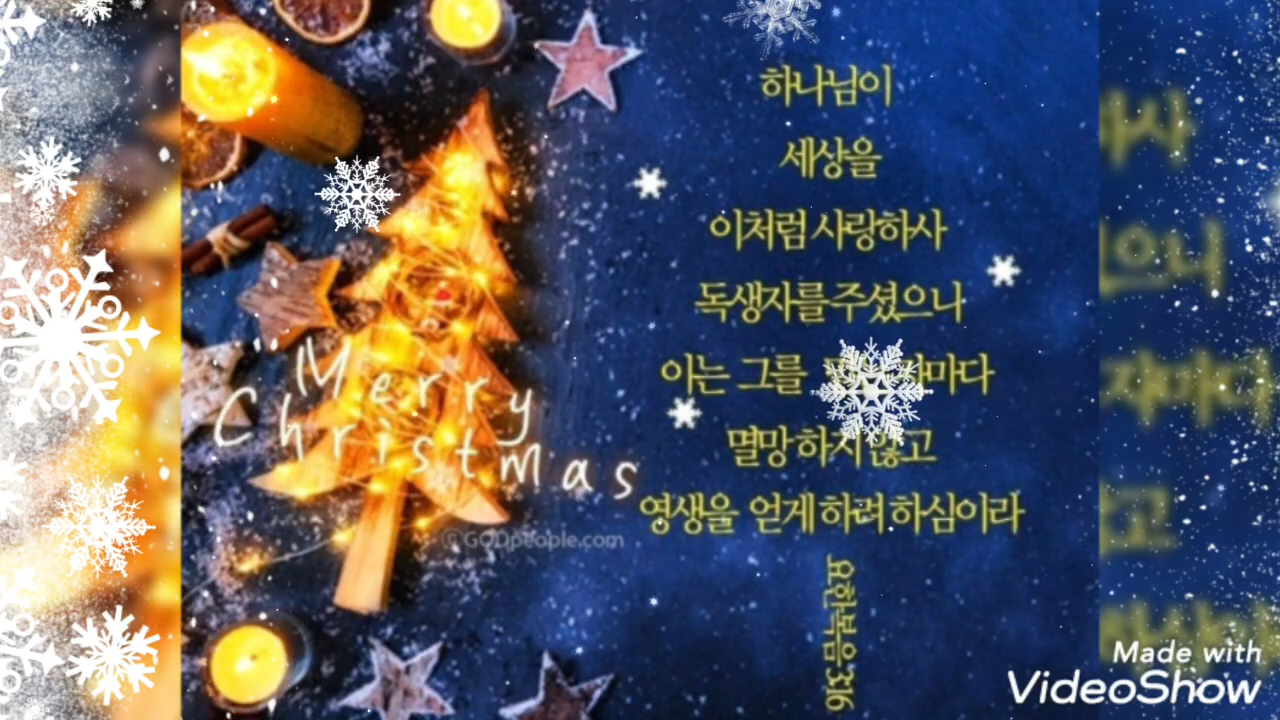 하나님이
세상을
이처럼 사랑하사
독생자를 주셨으니
이는 그를
멸망하지 않고
영생을 얻게 하려 하심이라
요한복음 3:16
Merry
Christmas
©GODpeople.com
Made with
VideoShow